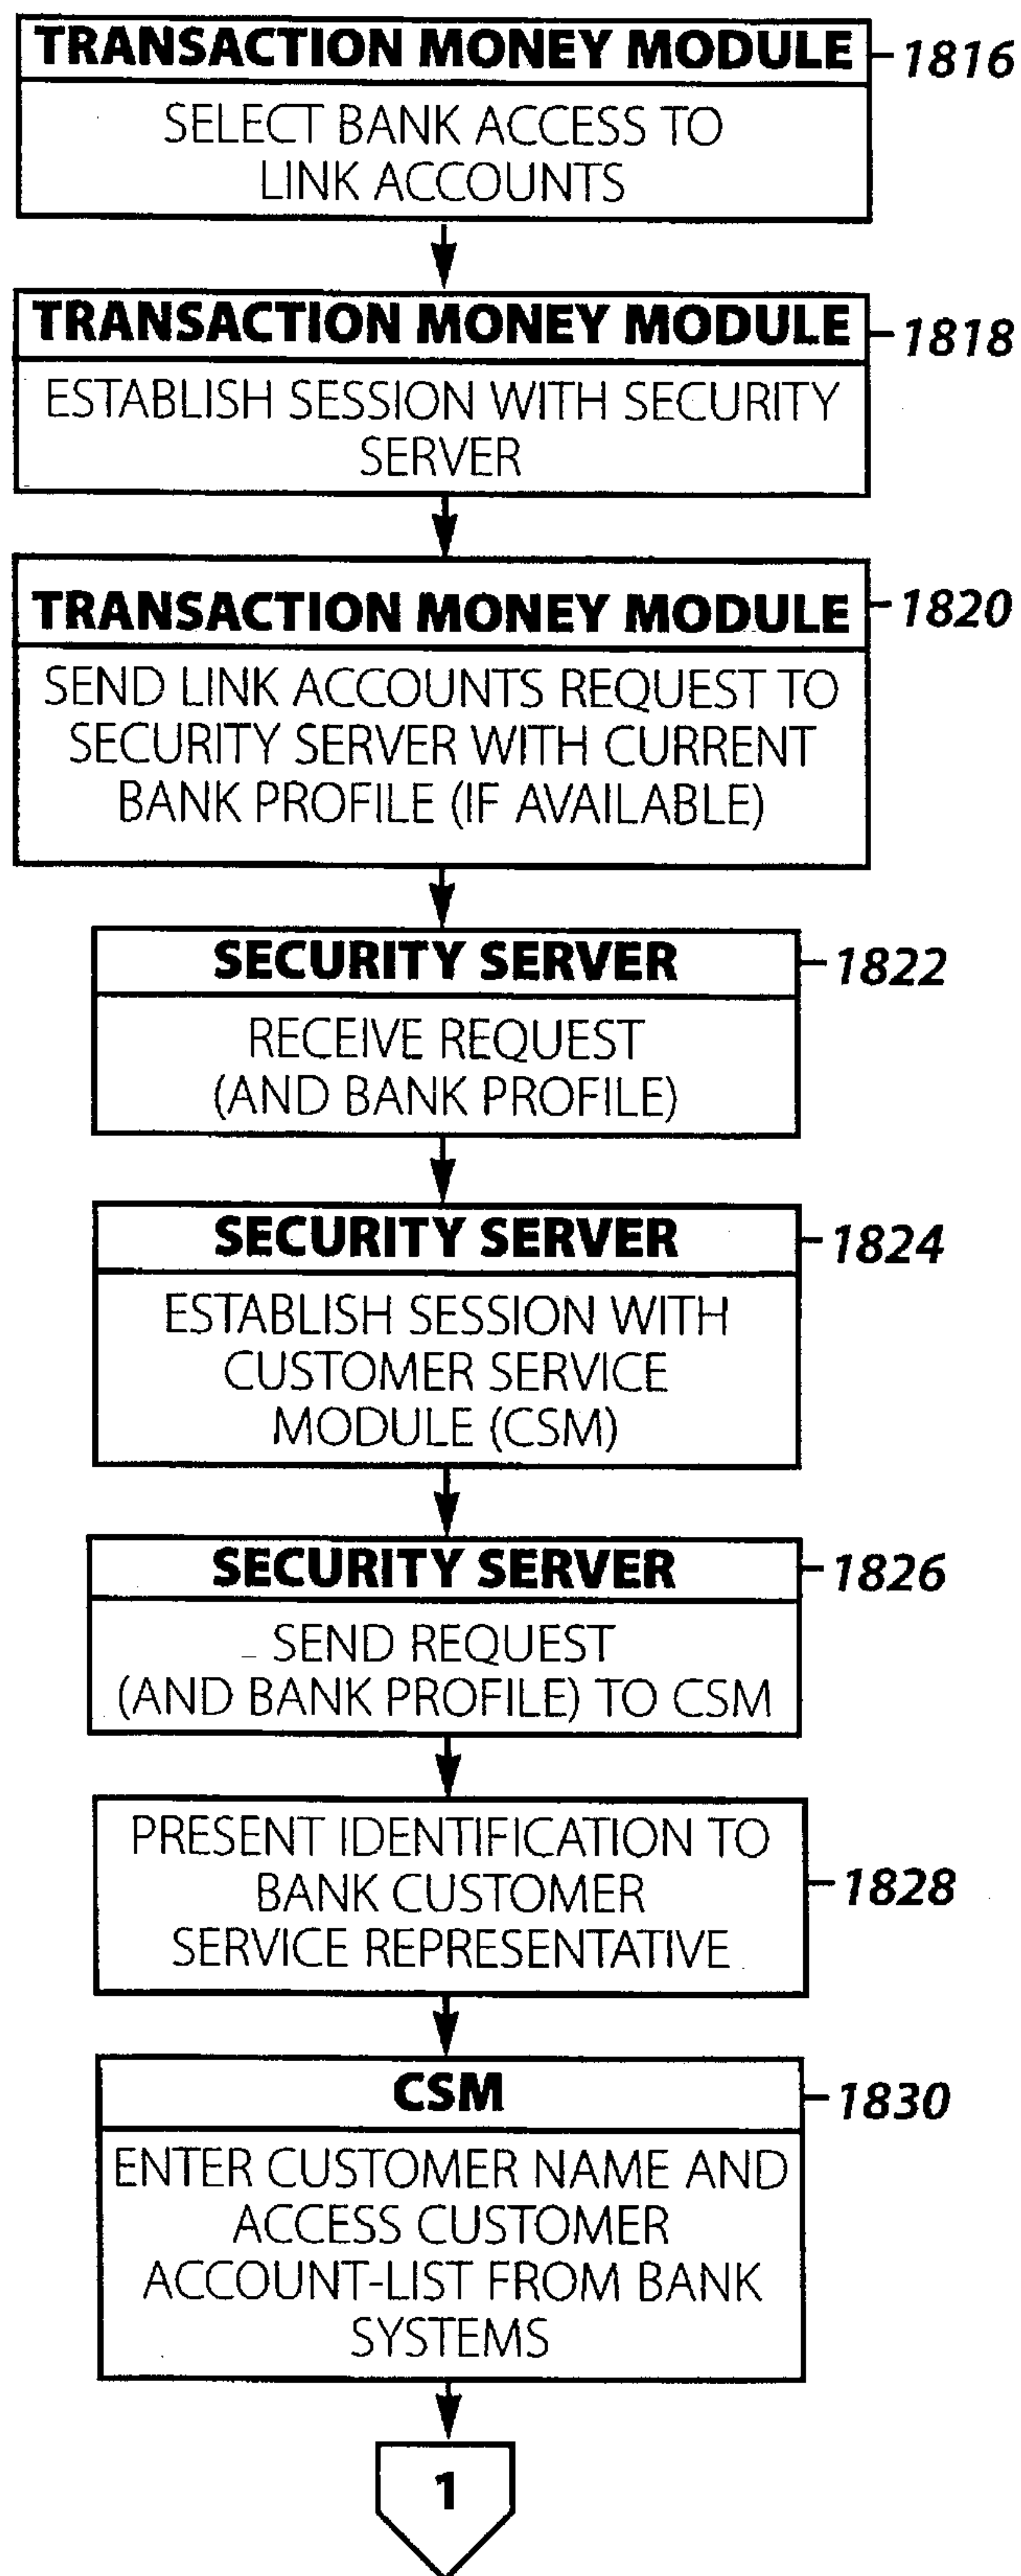 TRANSACTION MONEY MODULE
1816
SELECT BANK ACCESS TO
LINK ACCOUNTS
TRANSACTION MONEY MODULE
1818
ESTABLISH SESSION WITH SECURITY
SERVER
TRANSACTION MONEY MODULE
1820
SEND LINK ACCOUNTS REQUEST TO
SECURITY SERVER WITH CURRENT
BANK PROFILE (IF AVAILABLE)
SECURITY SERVER
1822
RECEIVE REQUEST
(AND BANK PROFILE)
SECURITY SERVER
1824
ESTABLISH SESSION WITH
CUSTOMER SERVICE
MODULE (CSM)
SECURITY SERVER
1826
SEND REQUEST
(AND BANK PROFILE) TO CSM
PRESENT IDENTIFICATION TO
BANK CUSTOMER
1828
SERVICE REPRESENTATIVE
CSM
1830
ENTER CUSTOMER NAME AND
ACCESS CUSTOMER
ACCOUNT-LIST FROM BANK
SYSTEMS
1